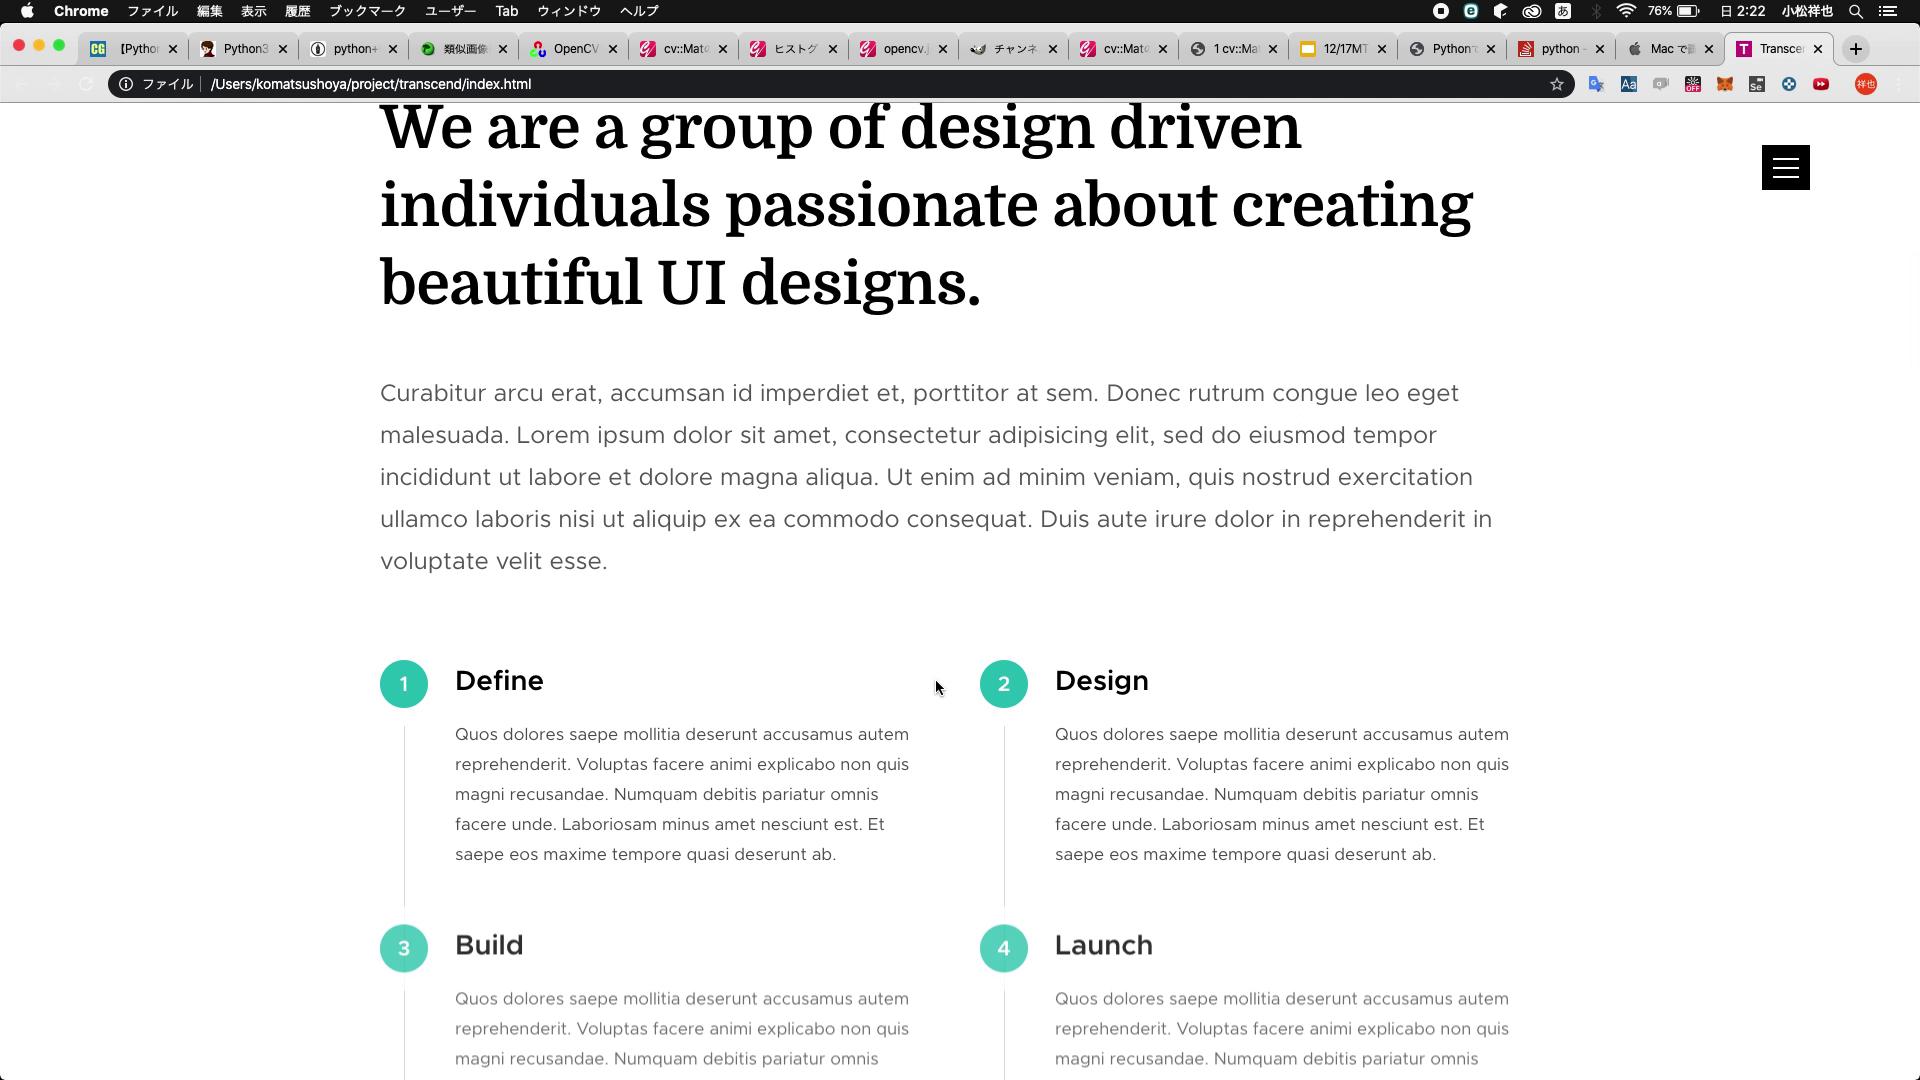 Chrome ファイル 編集 表示 履歴 ブックマーク ユーザー Tab ウィンドウ ヘルプ あ 76% 日 2:22 小松祥也
CG 【Pytho Python3 python+ 類似画像 OpenCV cv::Mat ヒストグ opencv. チャンネ cv::Mat 1 cv::Ma 12/17MT Python python - Mac で T Transce
ファイル /Users/komatsushoya/project/transcend/index.html Aa OFF Se 祥也
We are a group of design driven
individuals passionate about creating
beautiful UI designs.
Curabitur arcu erat, accumsan id imperdiet et, porttitor at sem. Donec rutrum congue leo eget
malesuada. Lorem ipsum dolor sit amet, consectetur adipisicing elit, sed do eiusmod tempor
incididunt ut labore et dolore magna aliqua. Ut enim ad minim veniam, quis nostrud exercitation
ullamco laboris nisi ut aliquip ex ea commodo consequat. Duis aute irure dolor in reprehenderit in
voluptate velit esse.
1 Define
Quos dolores saepe mollitia deserunt accusamus autem
reprehenderit. Voluptas facere animi explicabo non quis
magni recusandae. Numquam debitis pariatur omnis
facere unde. Laboriosam minus amet nesciunt est. Et
saepe eos maxime tempore quasi deserunt ab.
2 Design
Quos dolores saepe mollitia deserunt accusamus autem
reprehenderit. Voluptas facere animi explicabo non quis
magni recusandae. Numquam debitis pariatur omnis
facere unde. Laboriosam minus amet nesciunt est. Et
saepe eos maxime tempore quasi deserunt ab.
3 Build
Quos dolores saepe mollitia deserunt accusamus autem
reprehenderit. Voluptas facere animi explicabo non quis
magni recusandae. Numquam debitis pariatur omnis
4 Launch
Quos dolores saepe mollitia deserunt accusamus autem
reprehenderit. Voluptas facere animi explicabo non quis
magni recusandae. Numquam debitis pariatur omnis